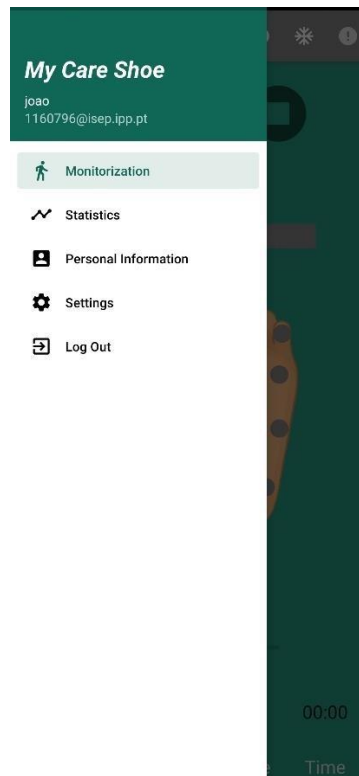 My Care Shoe
joao
1160796@isep.ipp.pt
Monitorization
Statistics
Personal Information
Settings
Log Out
00:00
Time